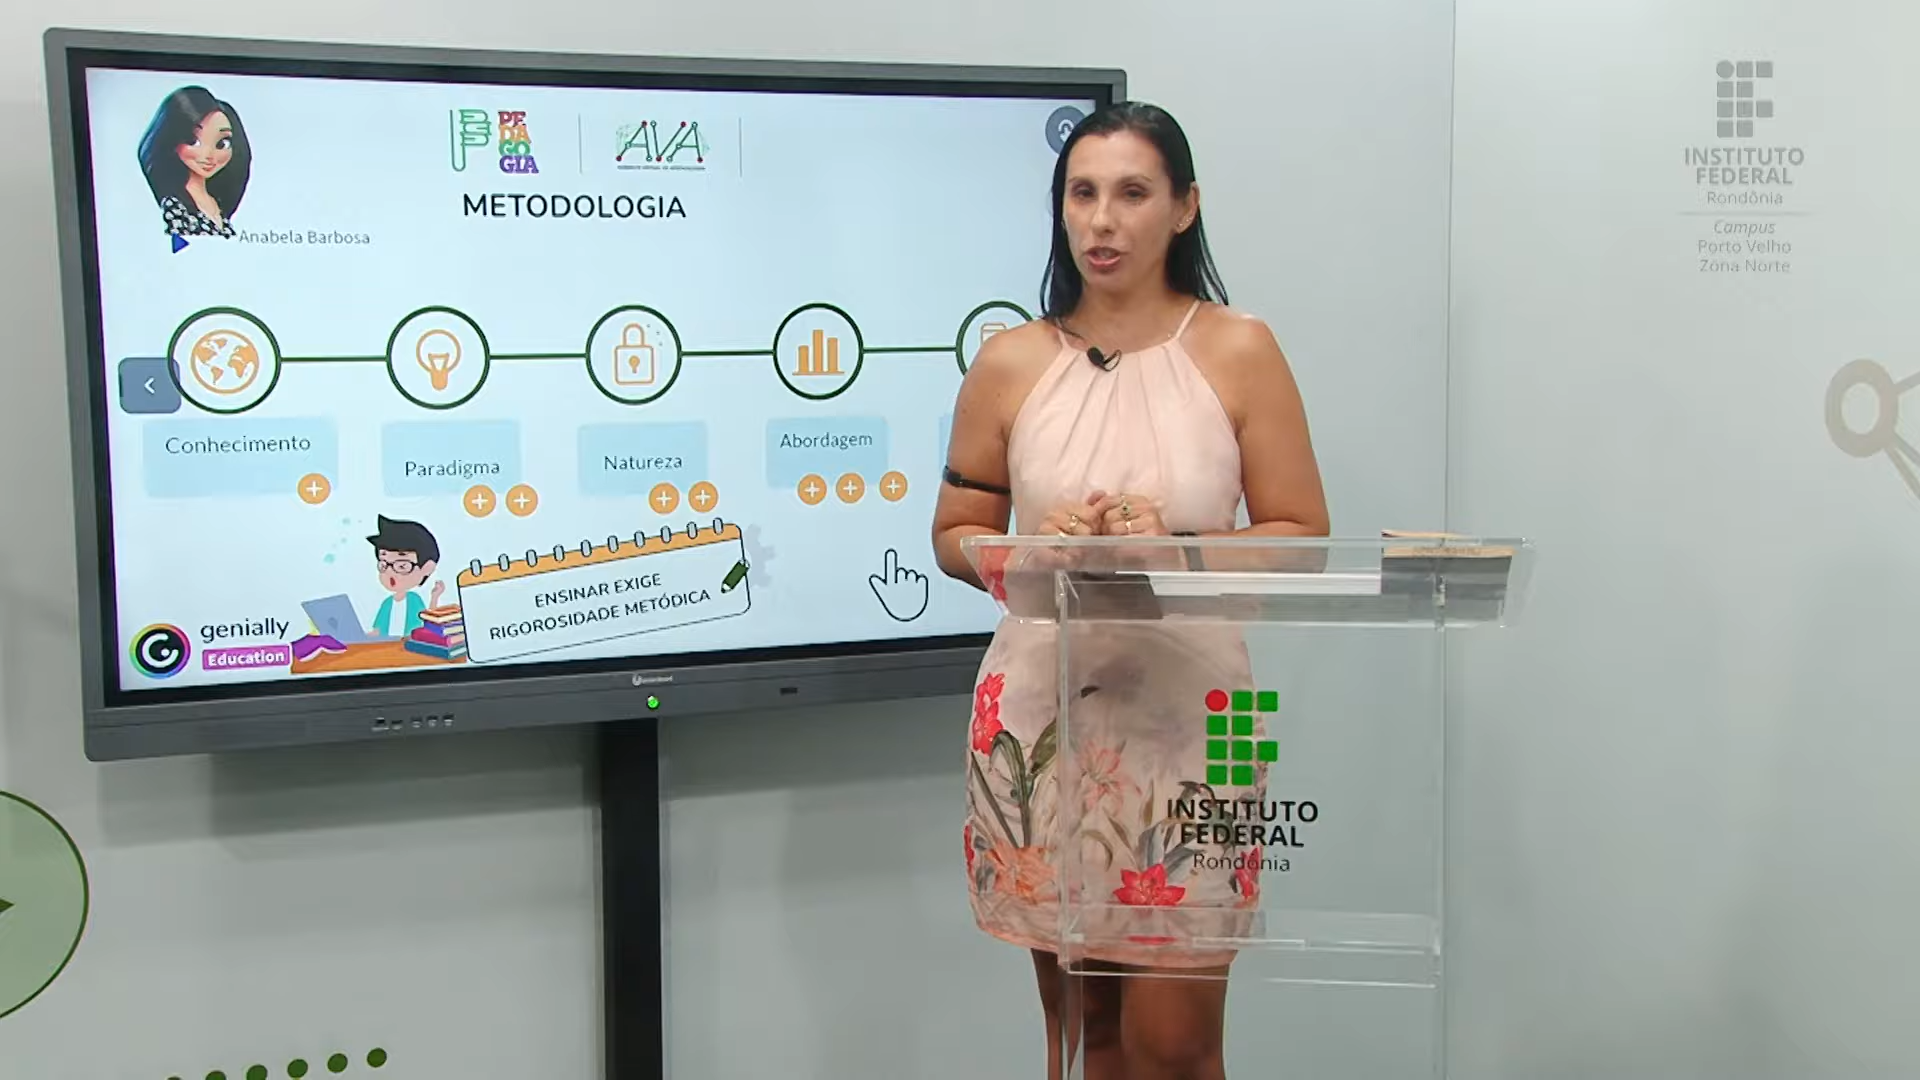 PE
DA
GO
GIA
AVA
METODOLOGIA
Anabela Barbosa
Conhecimento
Paradigma
Natureza
Abordagem
ENSINAR EXIGE
RIGOROSIDADE METÓDICA
genially
Education
INSTITUTO
FEDERAL
Rondônia
Campus
Porto Velho
Zona Norte
INSTITUTO
FEDERAL
Rondônia